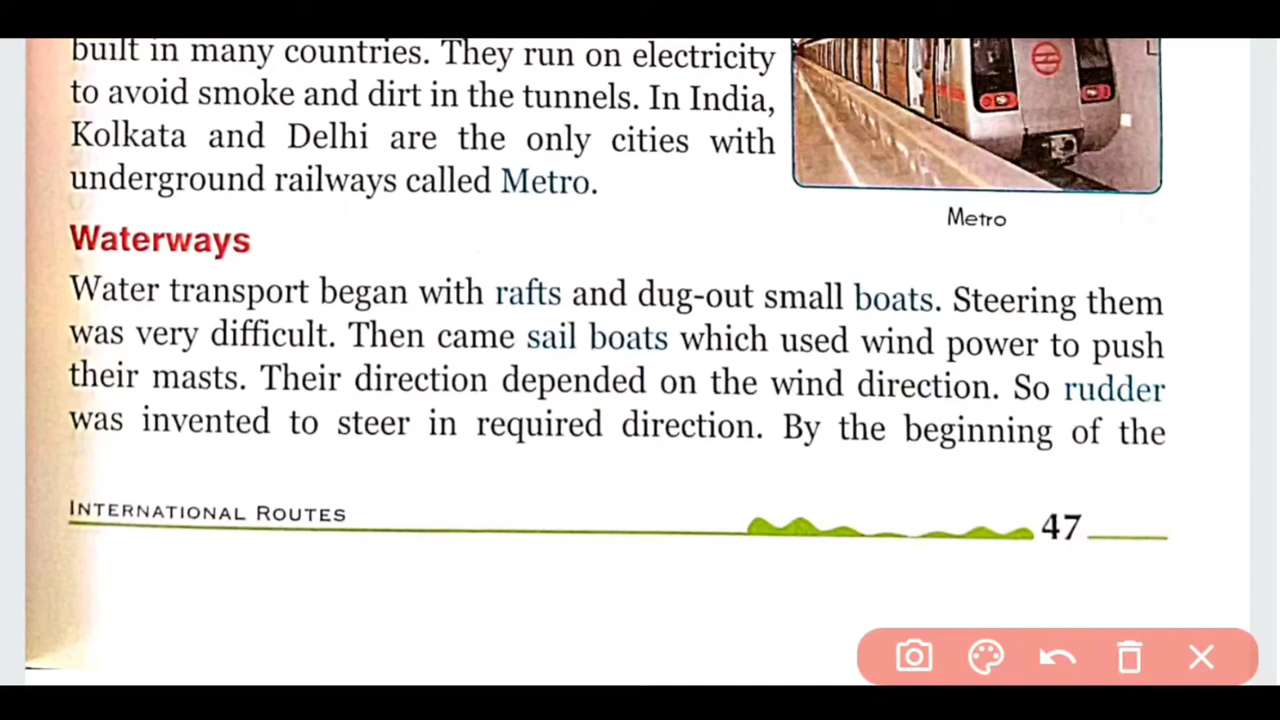 built in many countries. They run on electricity
to avoid smoke and dirt in the tunnels. In India,
Kolkata and Delhi are the only cities with
underground railways called Metro.
Metro
Waterways
Water transport began with rafts and dug-out small boats. Steering them
was very difficult. Then came sail boats which used wind power to push
their masts. Their direction depended on the wind direction. So rudder
was invented to steer in required direction. By the beginning of the
INTERNATIONAL ROUTES
47